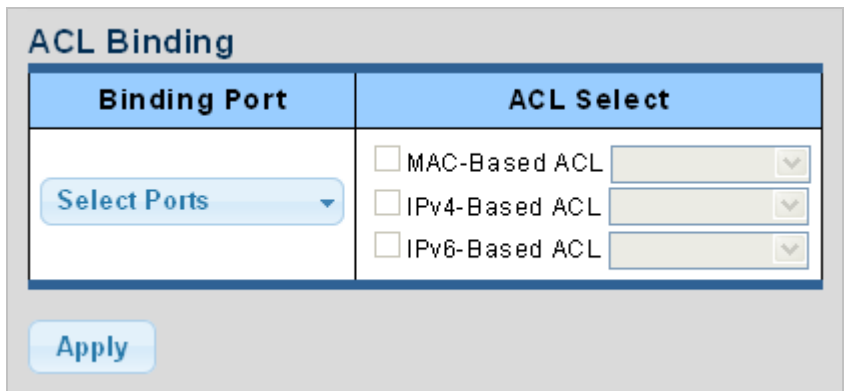 ACL Binding
Binding Port
ACL Select
Select Ports
MAC-Based ACL
IPv4-Based ACL
IPv6-Based ACL
Apply